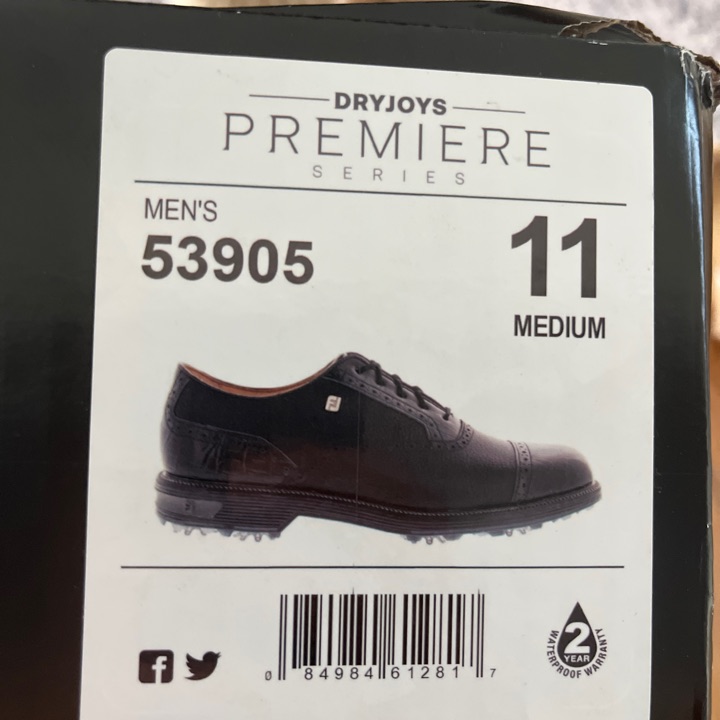 DRYJOYS
PREMIERE
SERIES
MEN'S
53905
11
MEDIUM
0 84984 61281 7
2
YEAR
WATERPROOF WARRANTY